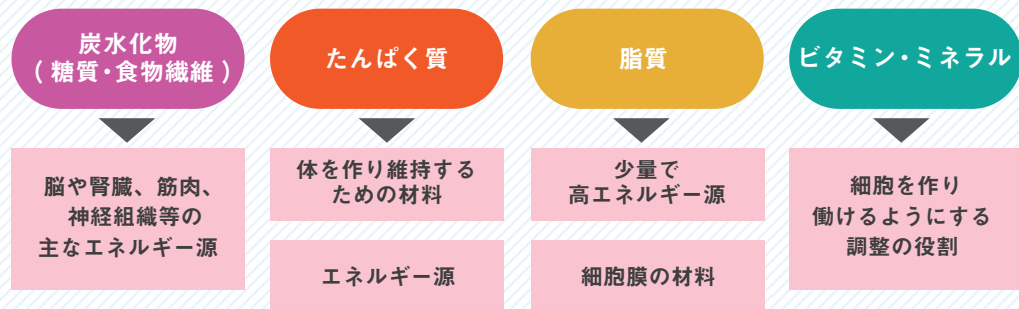 炭水化物
(糖質・食物繊維)
たんぱく質
脂質
ビタミン・ミネラル
脳や腎臓、筋肉、
神経組織等の
主なエネルギー源
体を作り維持する
ための材料
エネルギー源
少量で
高エネルギー源
細胞膜の材料
細胞を作り
働けるようにする
調整の役割